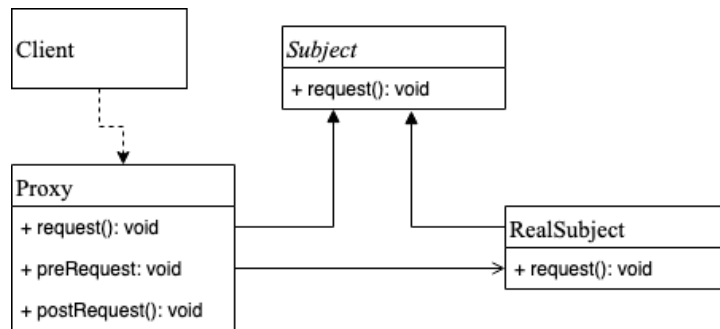 Client
Subject
+ request(): void
Proxy
+ request(): void
+ preRequest: void
+ postRequest(): void
RealSubject
+ request(): void